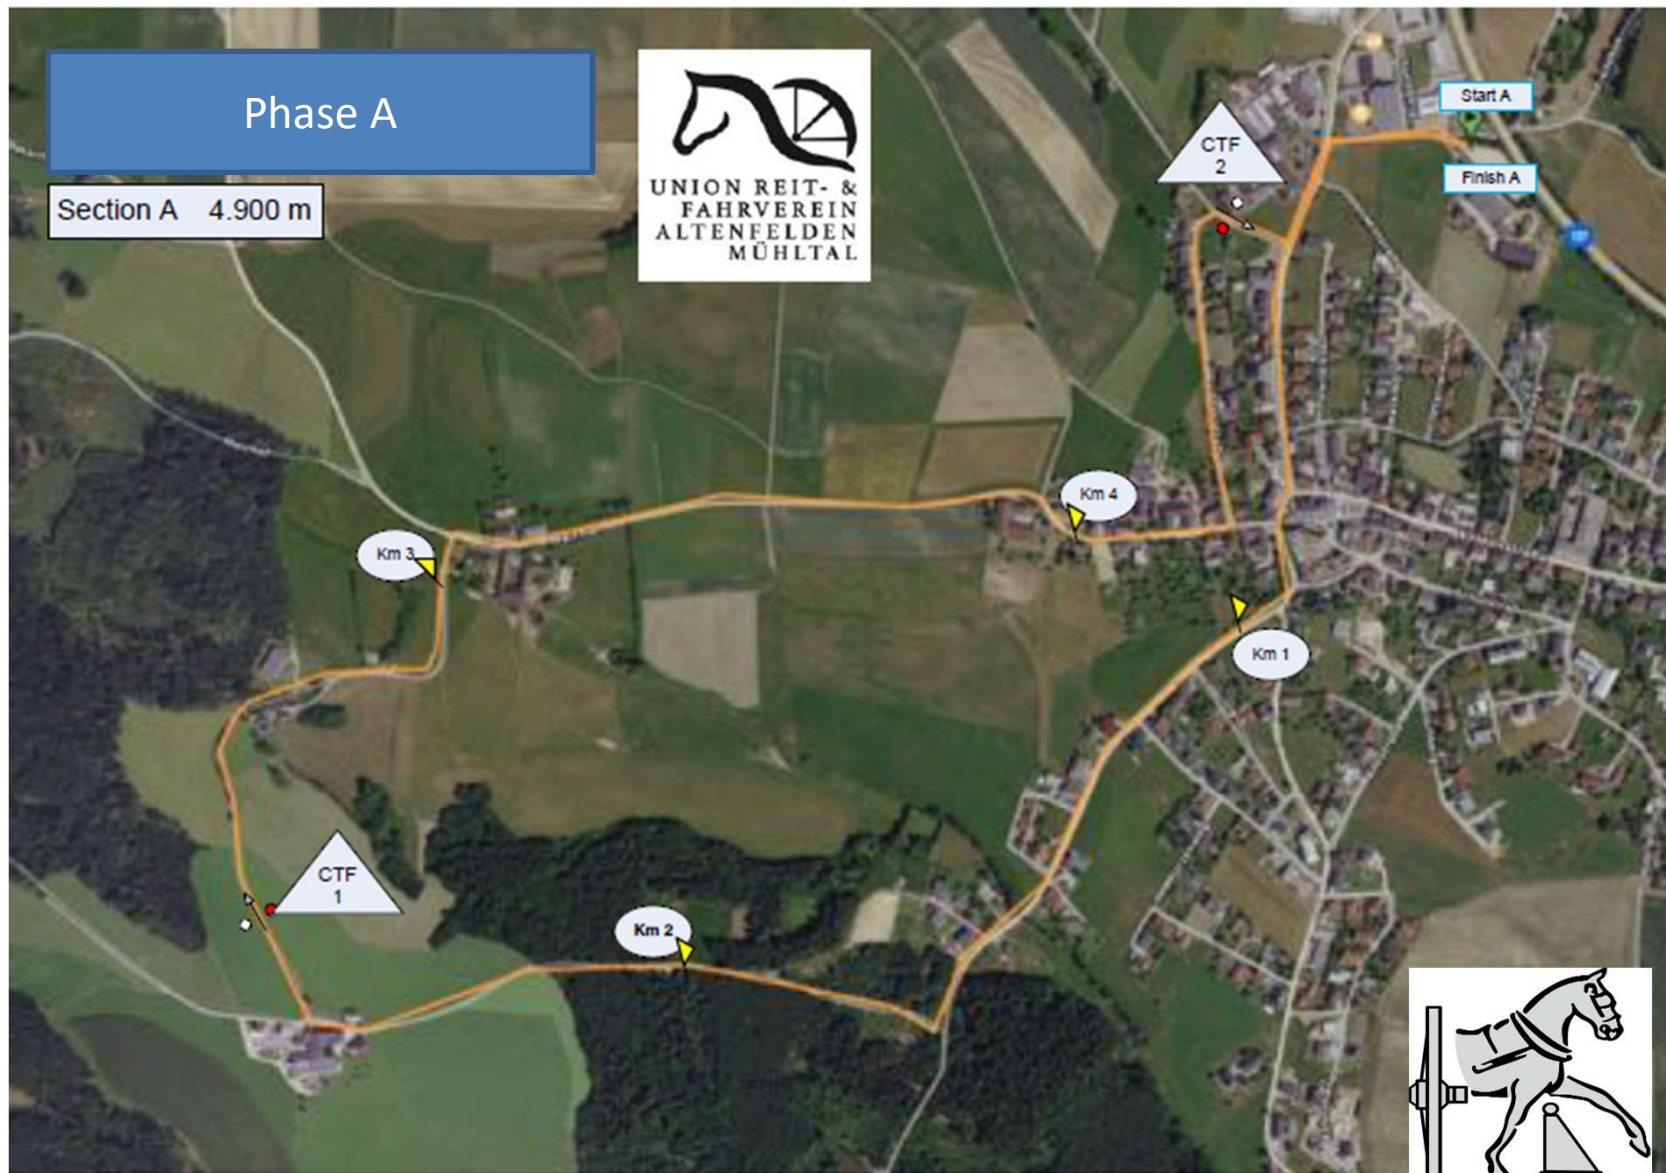 Phase A
Section A 4.900 m
UNION REIT- &
FAHRVEREIN
ALTENFELDEN
MÜHLTAL
Start A
CTF
2
Finish A
Km 4
Km 3
Km 1
CTF
1
Km 2